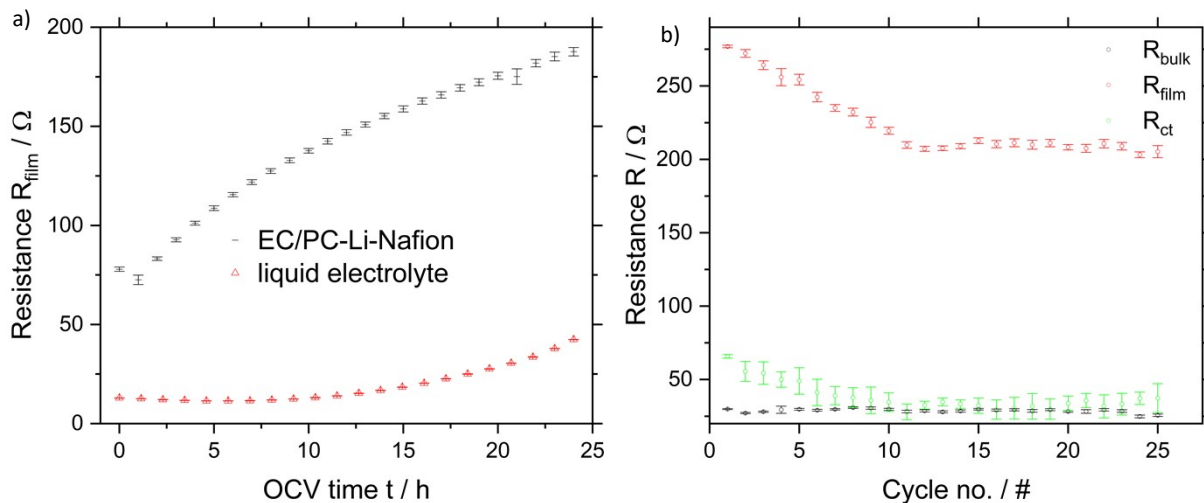 a)
200
150
100
50
0
Resistance R_film / Ω
EC/PC-Li-Nafion
liquid electrolyte
0 5 10 15 20 25
OCV time t / h
b)
250
200
150
100
50
Resistance R / Ω
R_bulk
R_film
R_ct
0 5 10 15 20 25
Cycle no. / #